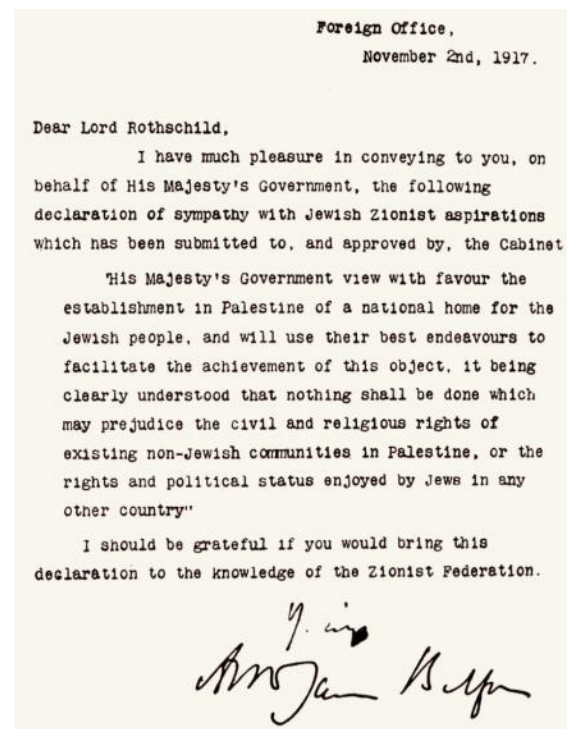 Foreign Office,
November 2nd, 1917.
Dear Lord Rothschild,
I have much pleasure in conveying to you, on
behalf of His Majesty's Government, the following
declaration of sympathy with Jewish Zionist aspirations
which has been submitted to, and approved by, the Cabinet
"His Majesty's Government view with favour the
establishment in Palestine of a national home for the
Jewish people, and will use their best endeavours to
facilitate the achievement of this object, it being
clearly understood that nothing shall be done which
may prejudice the civil and religious rights of
existing non-Jewish communities in Palestine, or the
rights and political status enjoyed by Jews in any
other country"
I should be grateful if you would bring this
declaration to the knowledge of the Zionist Federation.